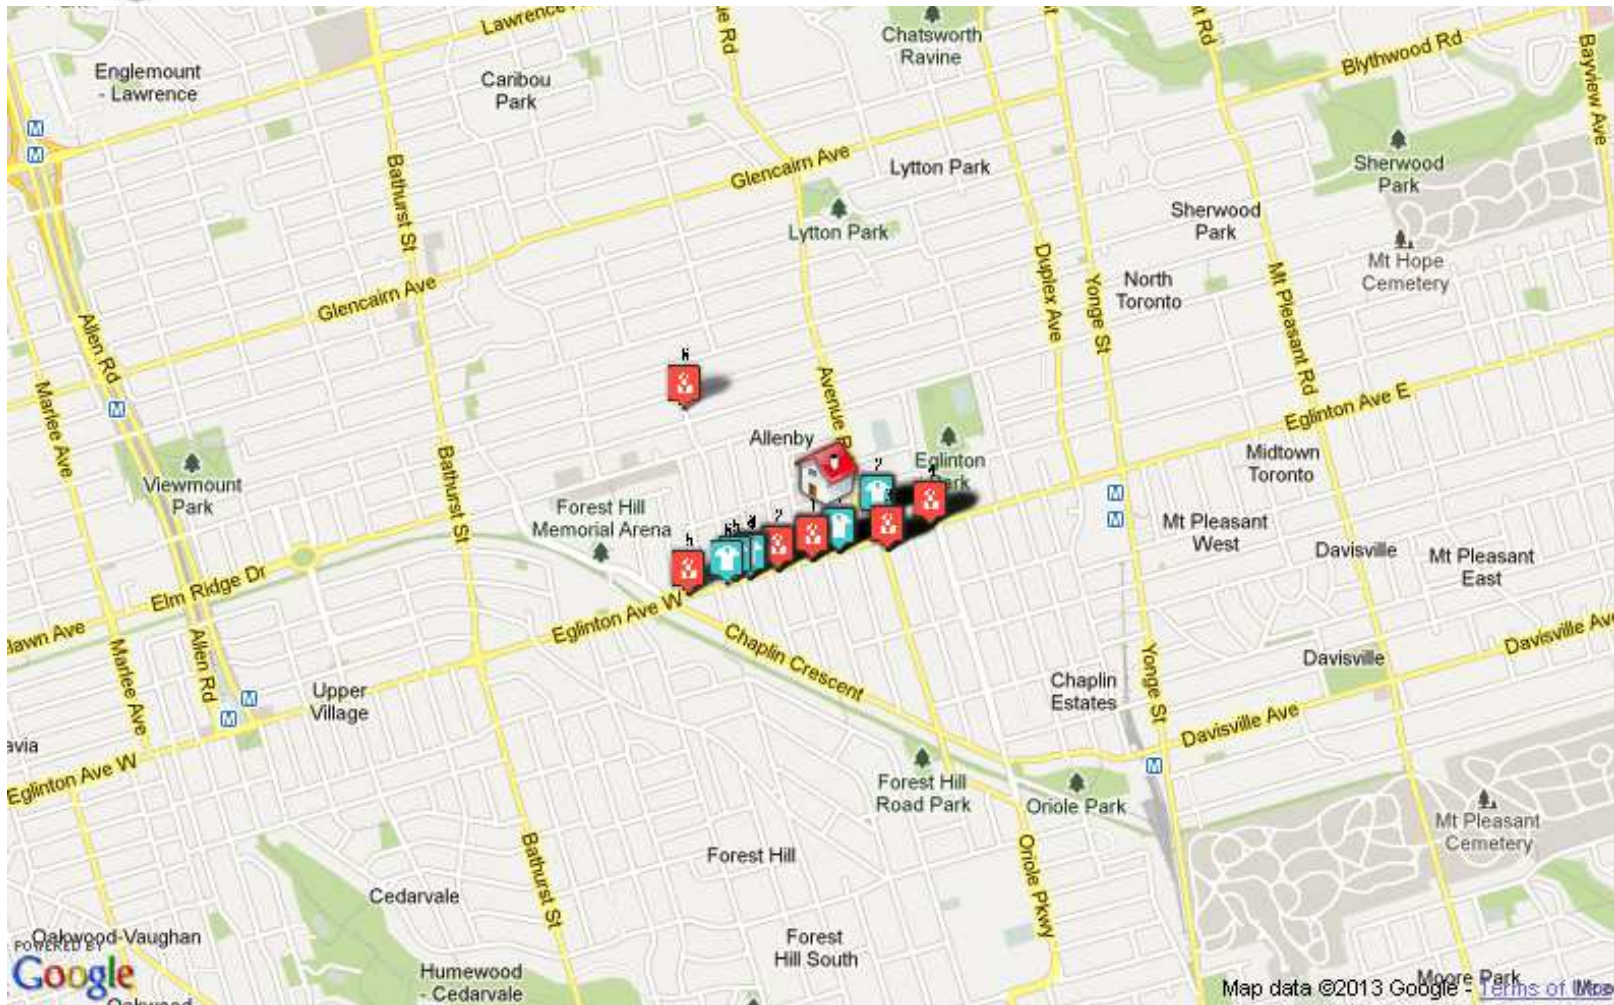 Englemount
- Lawrence
Caribou
Park
Chatsworth
Ravine
Blythwood Rd
Bayview Ave
Bathurst St
Glencairn Ave
Lytton Park
Sherwood
Park
Lytton Park
Sherwood
Park
Mt Hope
Cemetery
Duplex Ave
Yonge St
North
Toronto
Mt Pleasant Rd
Glencairn Ave
Allen Rd
Marlee Ave
M
M
M
Allenby
Eglinton
Eglinton Ave E
Midtown
Toronto
Viewmount
Park
Bathurst St
Forest Hill
Memorial Arena
M
M
Mt Pleasant
West
Davisville
Mt Pleasant
East
Elm Ridge Dr
Eglinton Ave W
Chaplin Crescent
Allen Rd
Marlee Ave
Yonge St
Davisville
Davisville Ave
Upper
Village
Chaplin
Estates
M
M
Davisville Ave
M
Eglinton Ave W
Forest Hill
Road Park
Oriole Park
Mt Pleasant
Cemetery
Forest Hill
Oriole Pkwy
Bathurst St
Cedarvale
Oakwood-Vaughan
POWERED BY
Google
Forest
Hill South
Humewood
- Cedarvale
Moore Park
Map data ©2013 Google -